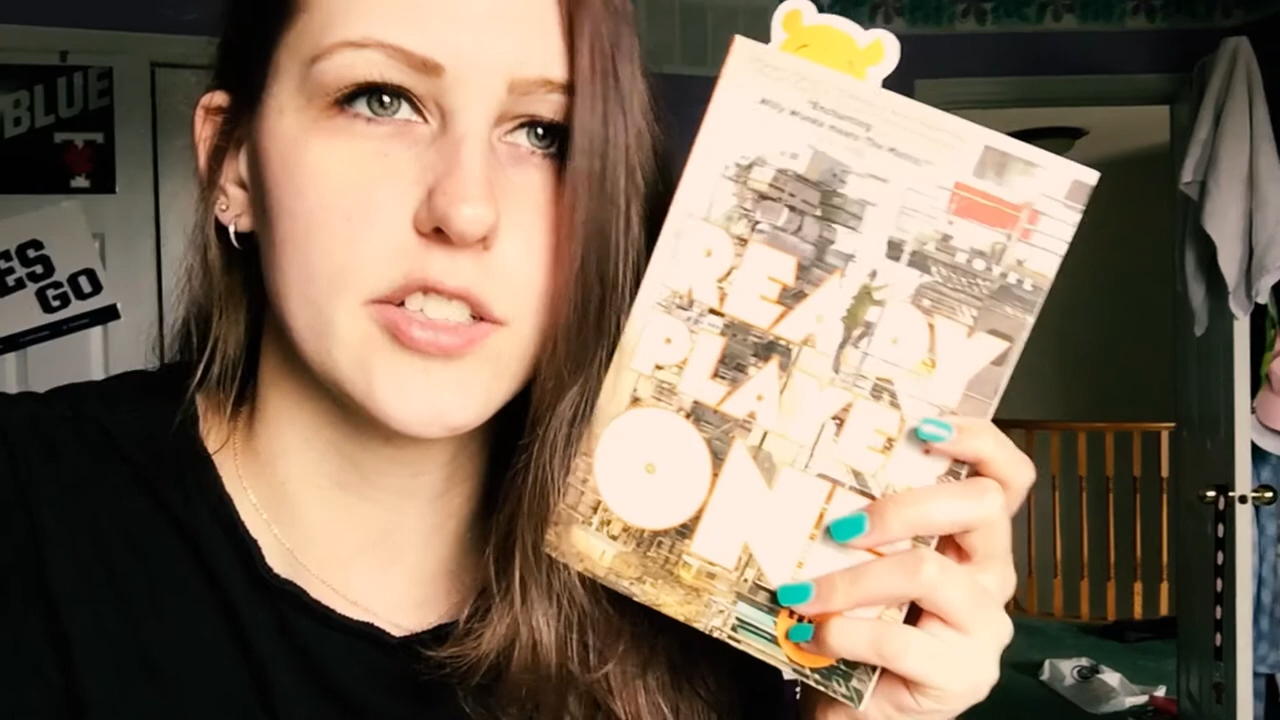 BLUE
T
ES
GO
"Enchanting.
Willy Wonka meets The Matrix."
READY
PLAYER
ONE